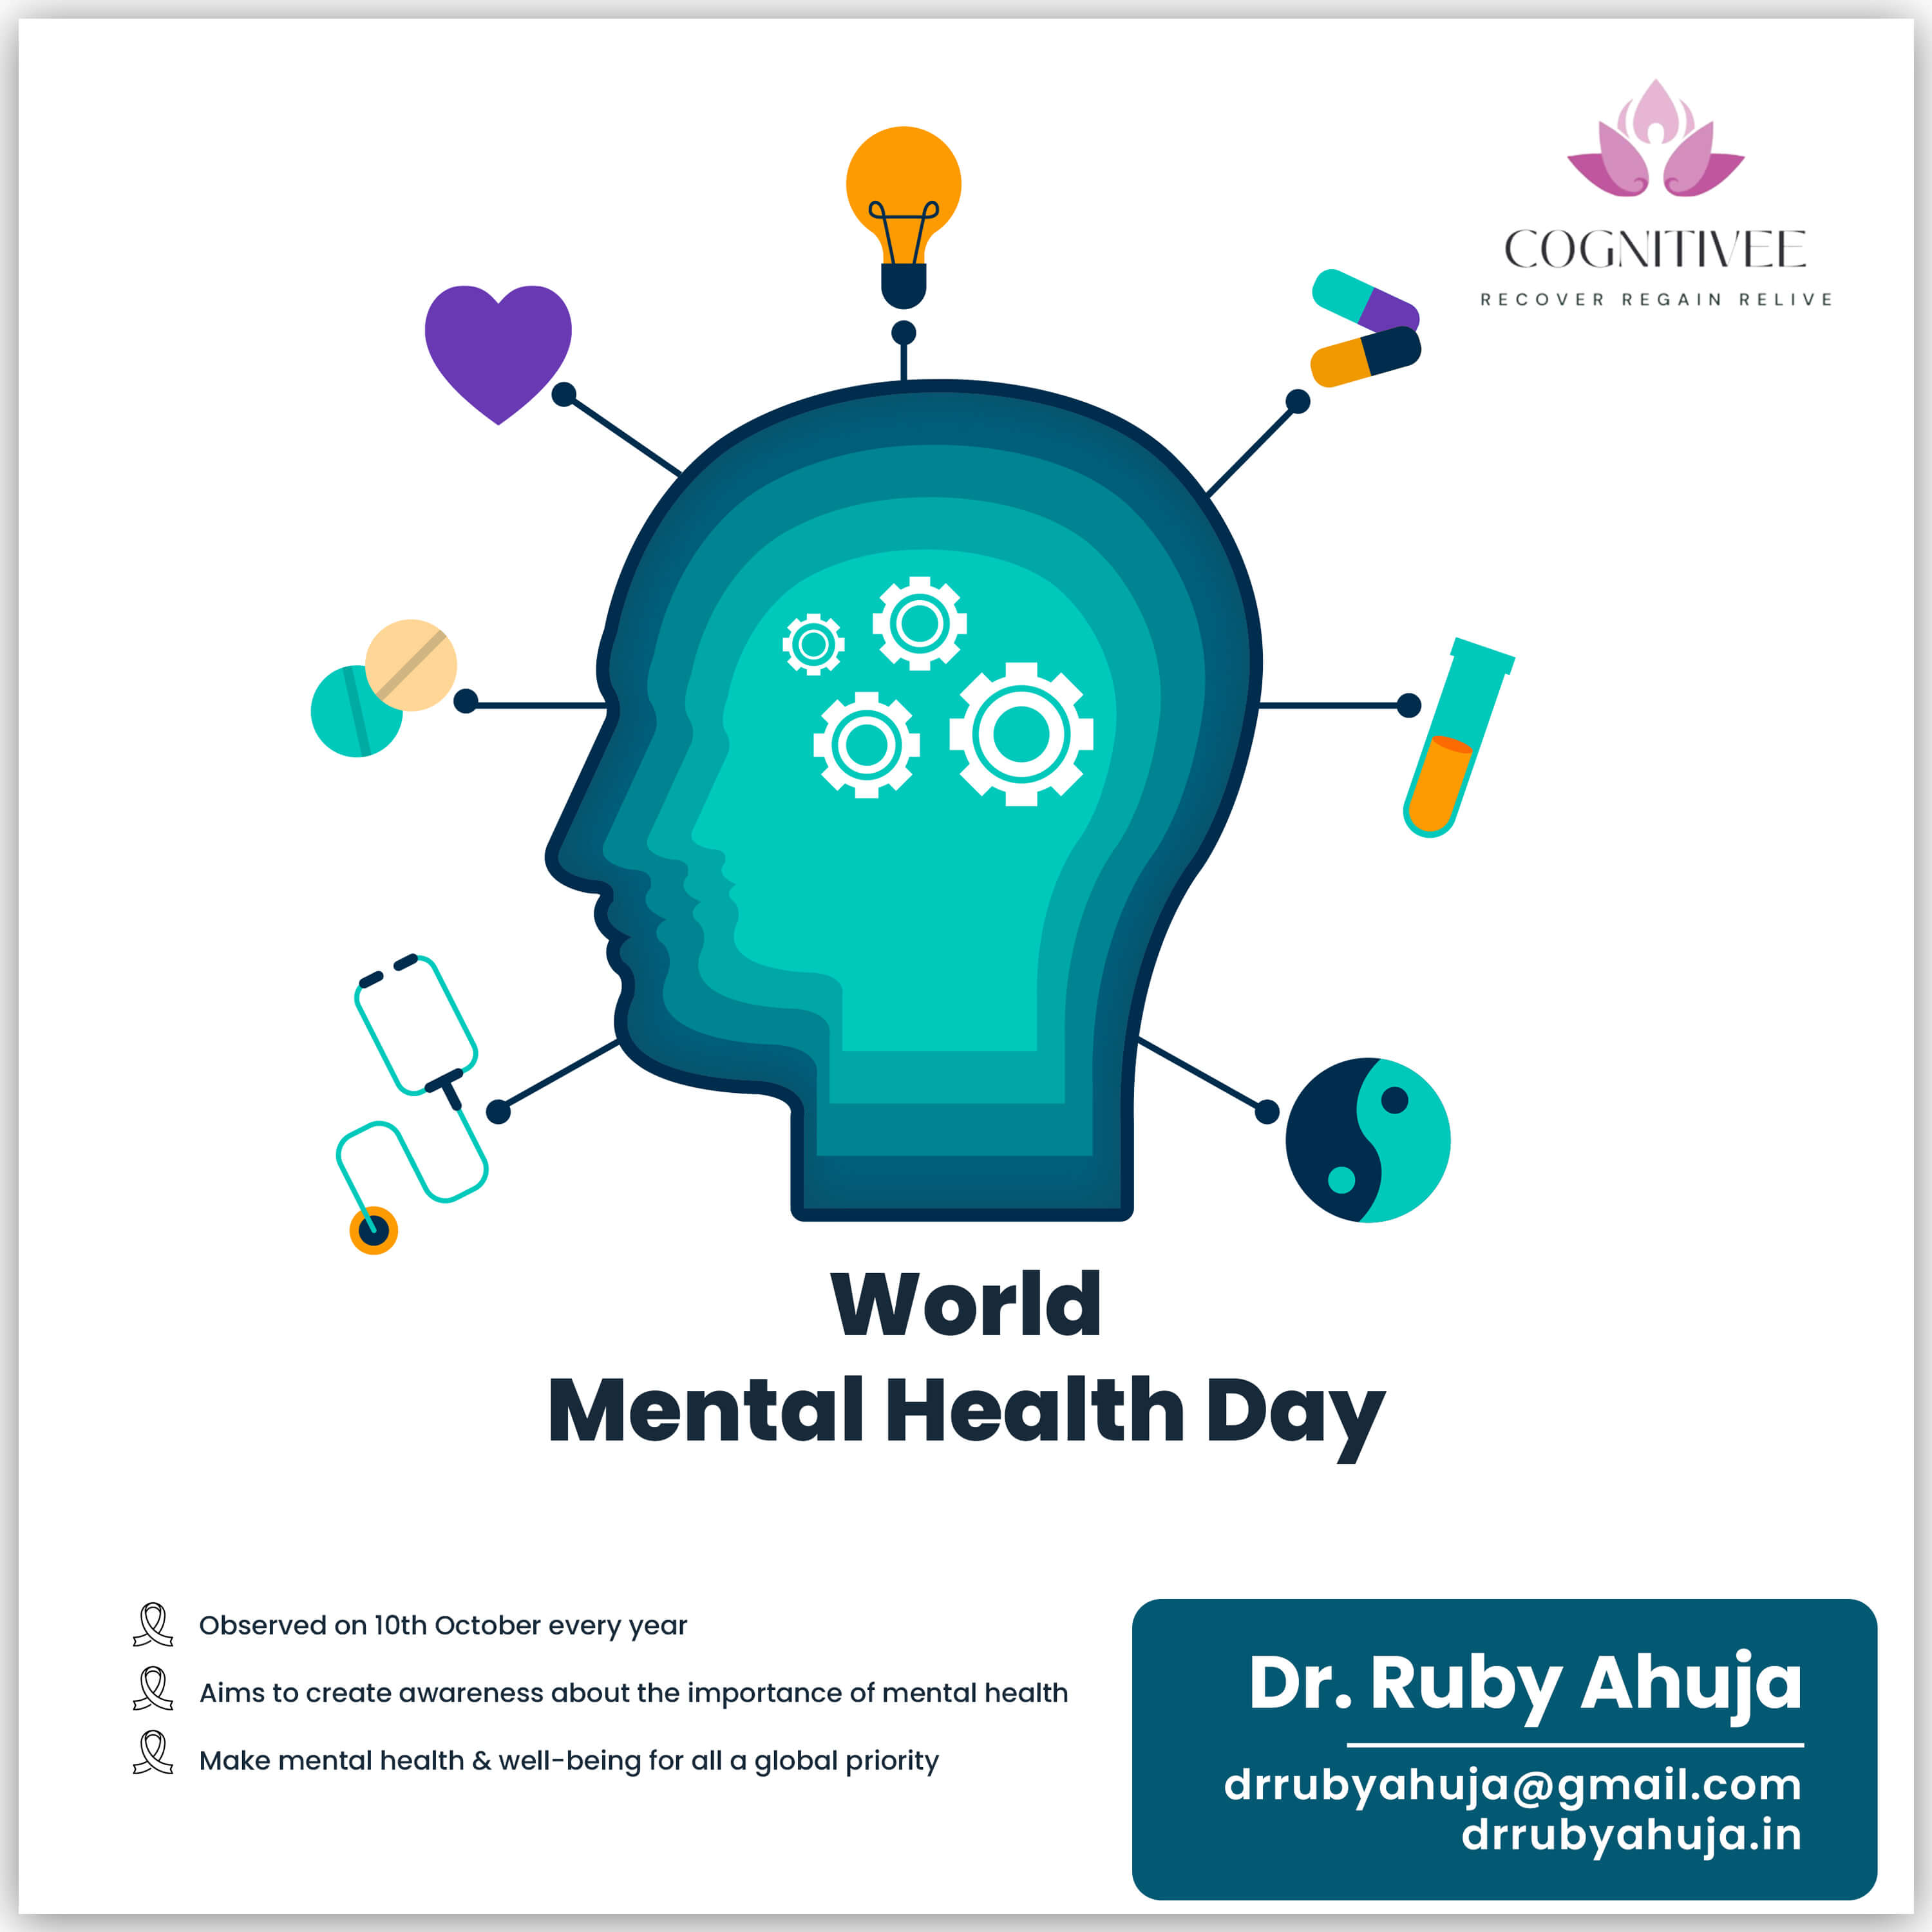 COGNITIVEE
RECOVER REGAIN RELIVE
World
Mental Health Day
Observed on 10th October every year
Aims to create awareness about the importance of mental health
Make mental health & well-being for all a global priority
Dr. Ruby Ahuja
drrubyahuja@gmail.com
drrubyahuja.in